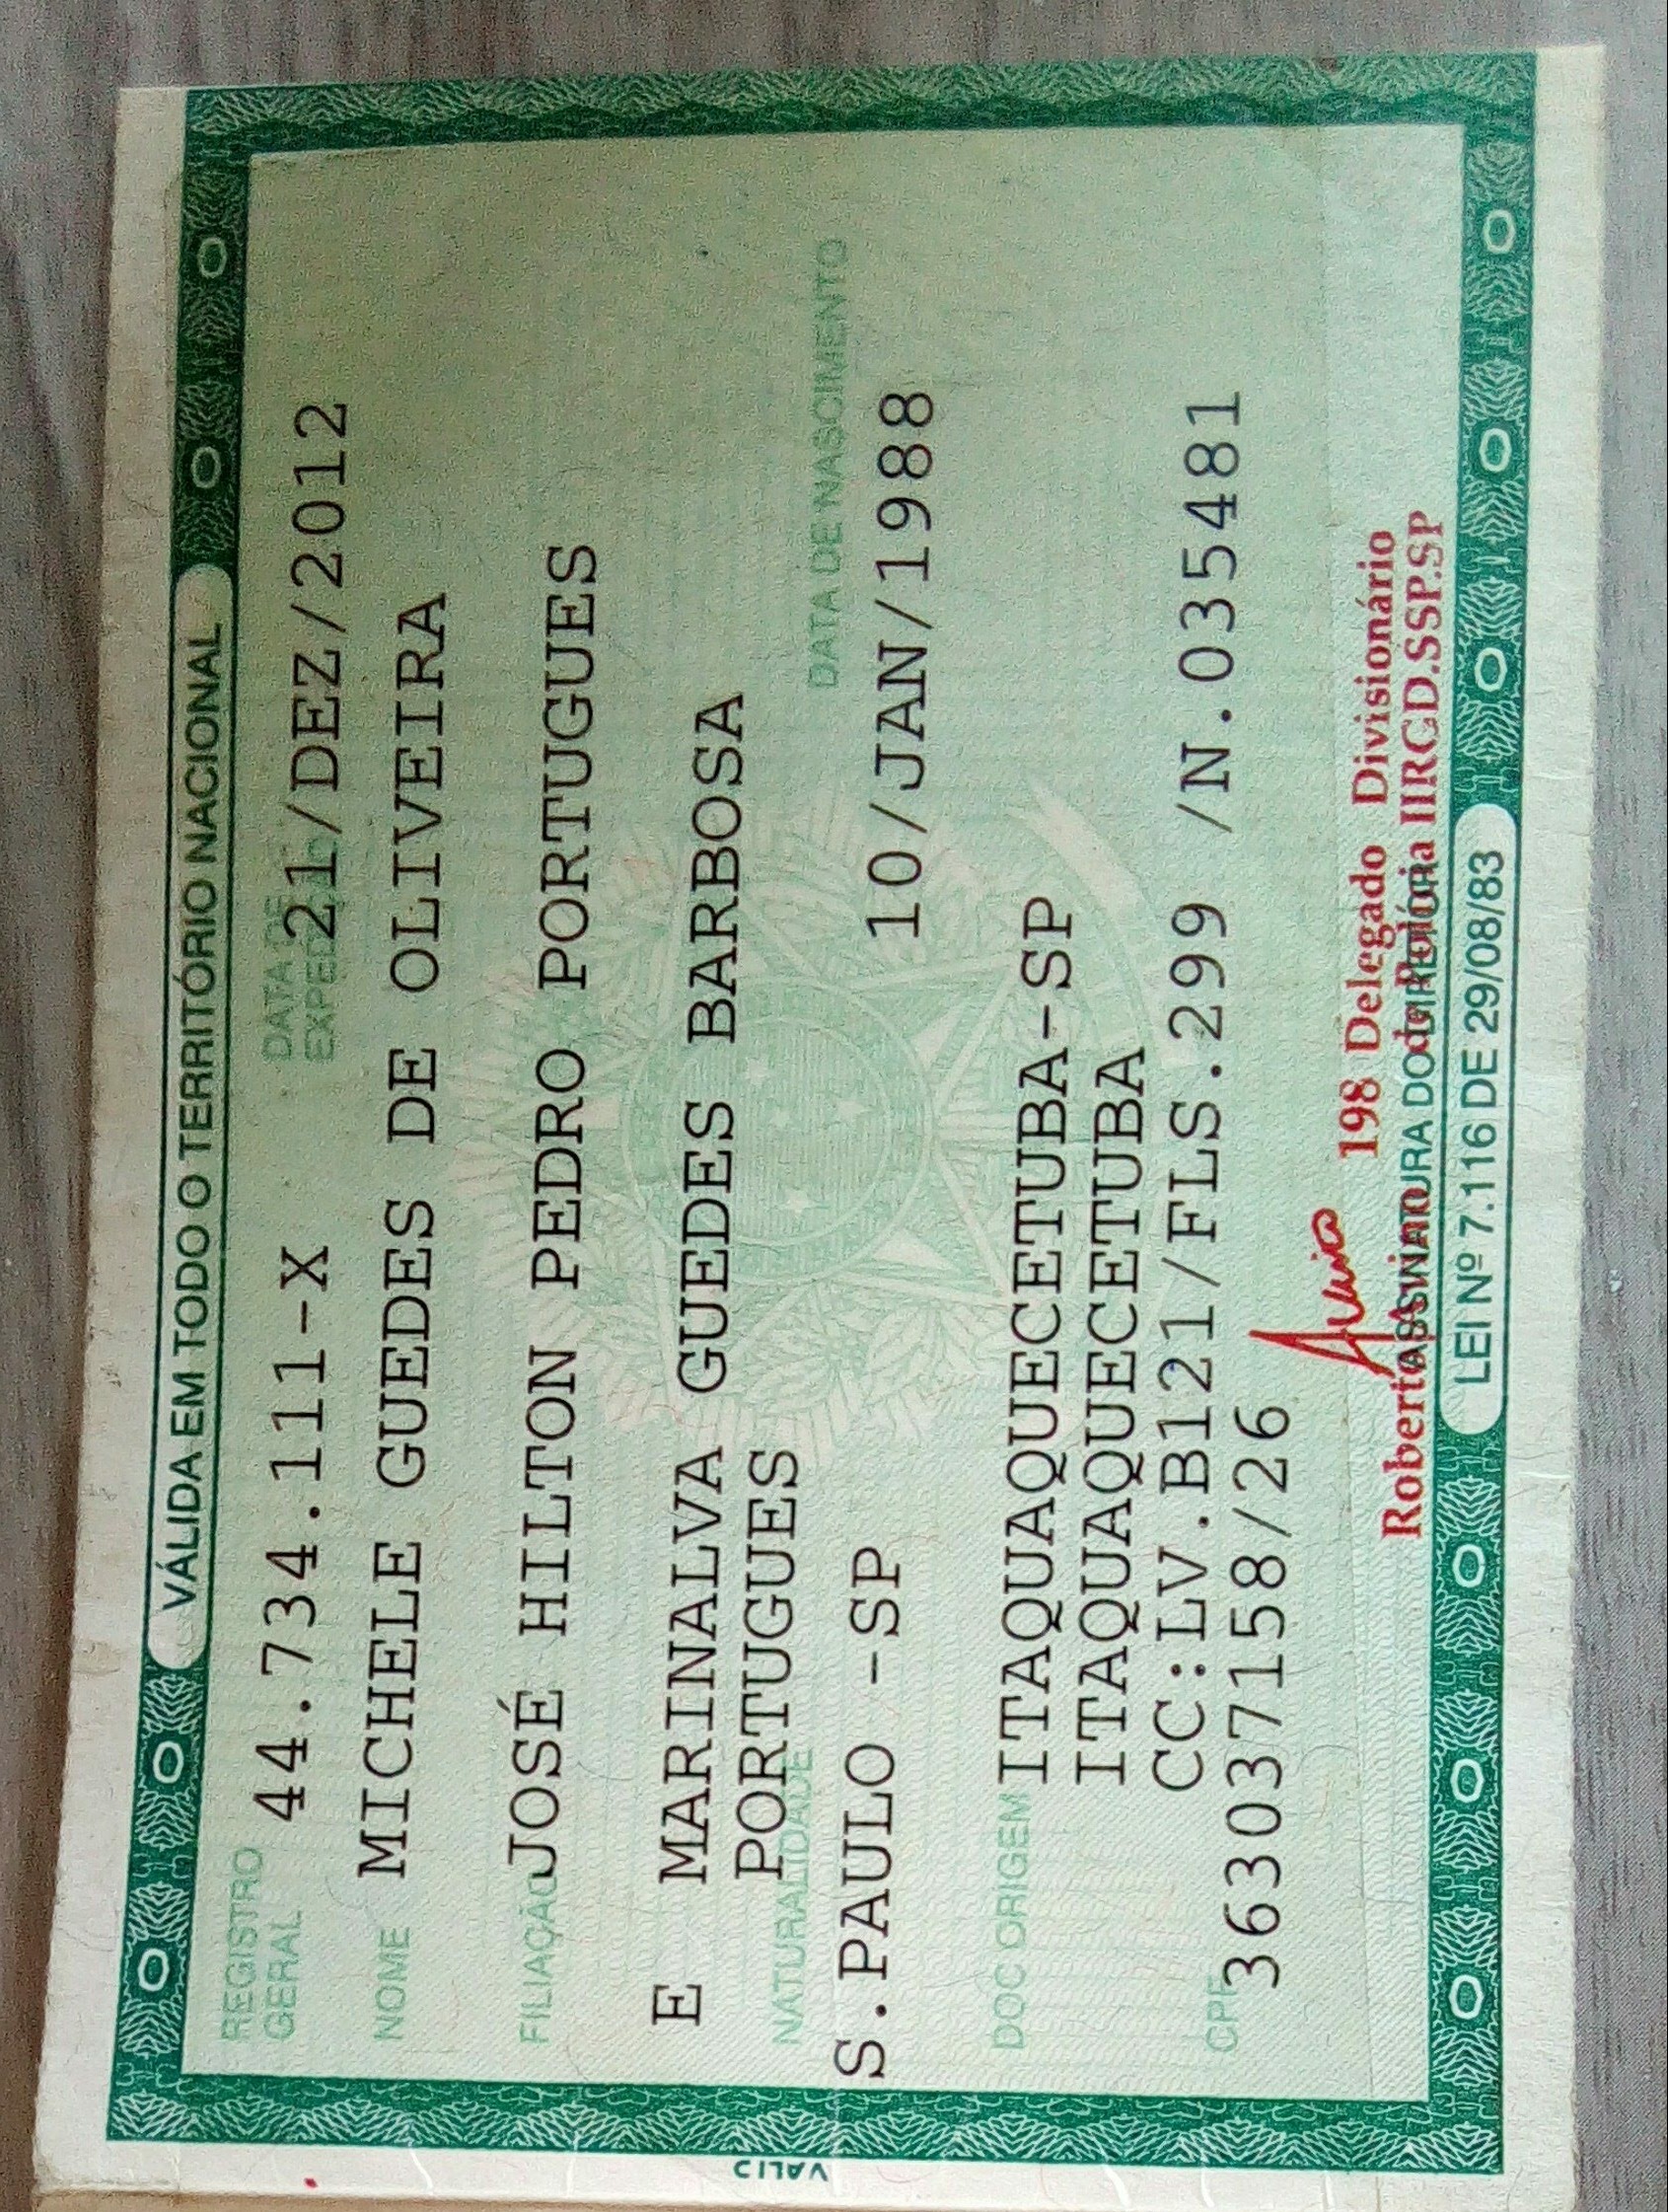 VÁLIDA EM TODO O TERRITÓRIO NACIONAL
REGISTRO GERAL 44.734.111-X DATA DE EXPEDIÇÃO 21/DEZ/2012
NOME MICHELE GUEDES DE OLIVEIRA
FILIAÇÃO JOSÉ HILTON PEDRO PORTUGUES
E MARINALVA GUEDES BARBOSA
PORTUGUES
NATURALIDADE DATA DE NASCIMENTO
S.PAULO -SP 10/JAN/1988
DOC ORIGEM ITAQUAQUECETUBA-SP
ITAQUAQUECETUBA
CC:LV.B121/FLS.299 /N.035481
CPF 363037158/26
198 Delegado Divisionário
Roberto Avino de Polícia IIRGD.SSP.SP
ASSINATURA DO DIRETOR
LEI Nº 7.116 DE 29/08/83